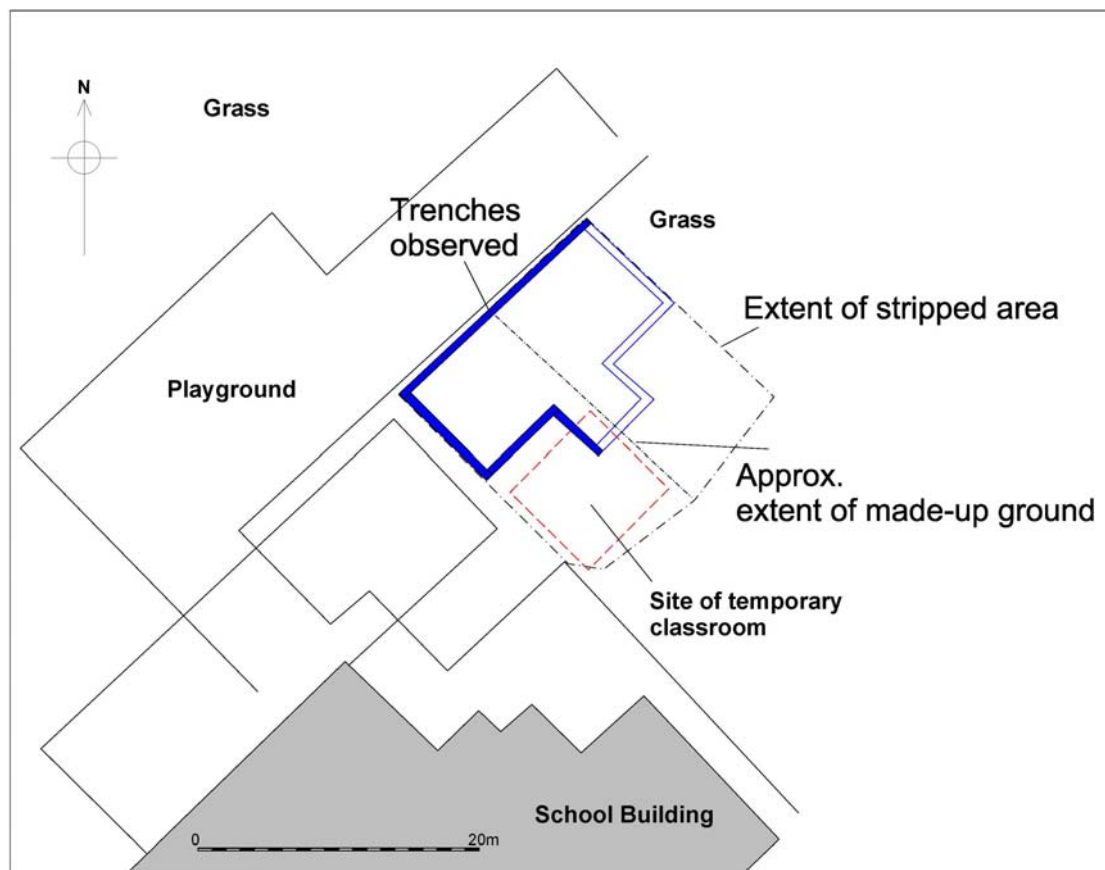 N
Grass
Trenches
observed
Grass
Extent of stripped area
Playground
Approx.
extent of made-up ground
Site of temporary
classroom
School Building
0 20m